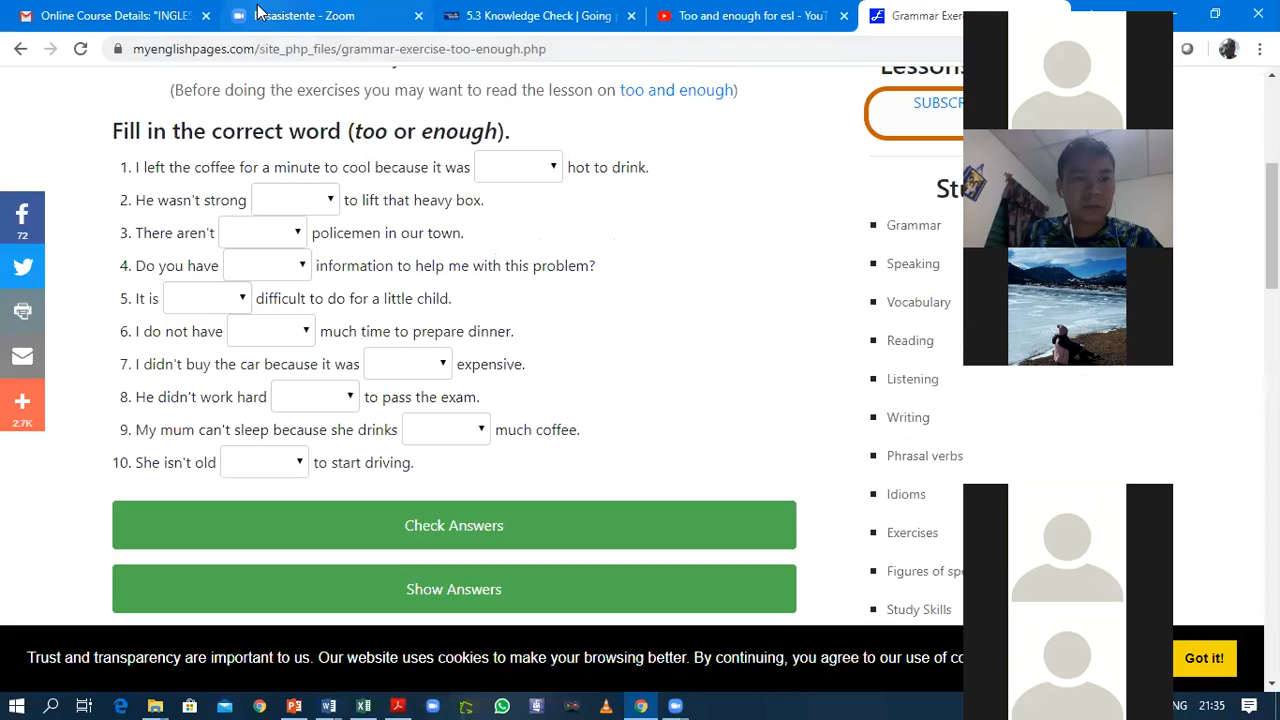 Online Course Details: "INGLES
asistente - Zoom
5.3 Knowledge Check | Going
Too and enough for esl - YouT
Grammar Exer
myenglishpages.com/site_php_files/grammar-exercise-too-enough.php
(Before doing the exercises you may want to read the lesson on too and enough)
Fill in the correct word (too or enough).
1. I left the coffee for a minute to cool because it was hot to drink.
2. He wasn't strong to lift that heavy box.
3. There aren't policemen in our town.
4. Do you have information to help me with this problem?
5. It is difficult to do for a little child.
6. I do not have much time to prepare dinner.
7. I didn't buy the car because it was expensive.
8. He didn't work hard to pass the exam.
9. My mum can't sleep because she drinks much coffee.
10. She isn't old to start driving.
Check Answers
Show Answers
72
2.7K
Lessons
SUBSCR
Stu
Grammar
Speaking
Vocabulary
Reading
Listening
Writing
Phrasal verbs
Idioms
Exercises
Figures of spe
Study Skills
Trust and transparency are important to us. Our website uses cookies to make your browsing better. By continuing, you agree to our use of co
Got it!
ESP
21:35